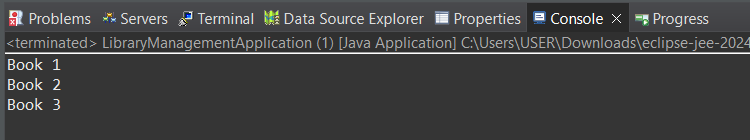 Problems Servers Terminal Data Source Explorer Properties Console Progress
<terminated> LibraryManagementApplication (1) [Java Application] C:\Users\USER\Downloads\eclipse-jee-2024
Book 1
Book 2
Book 3